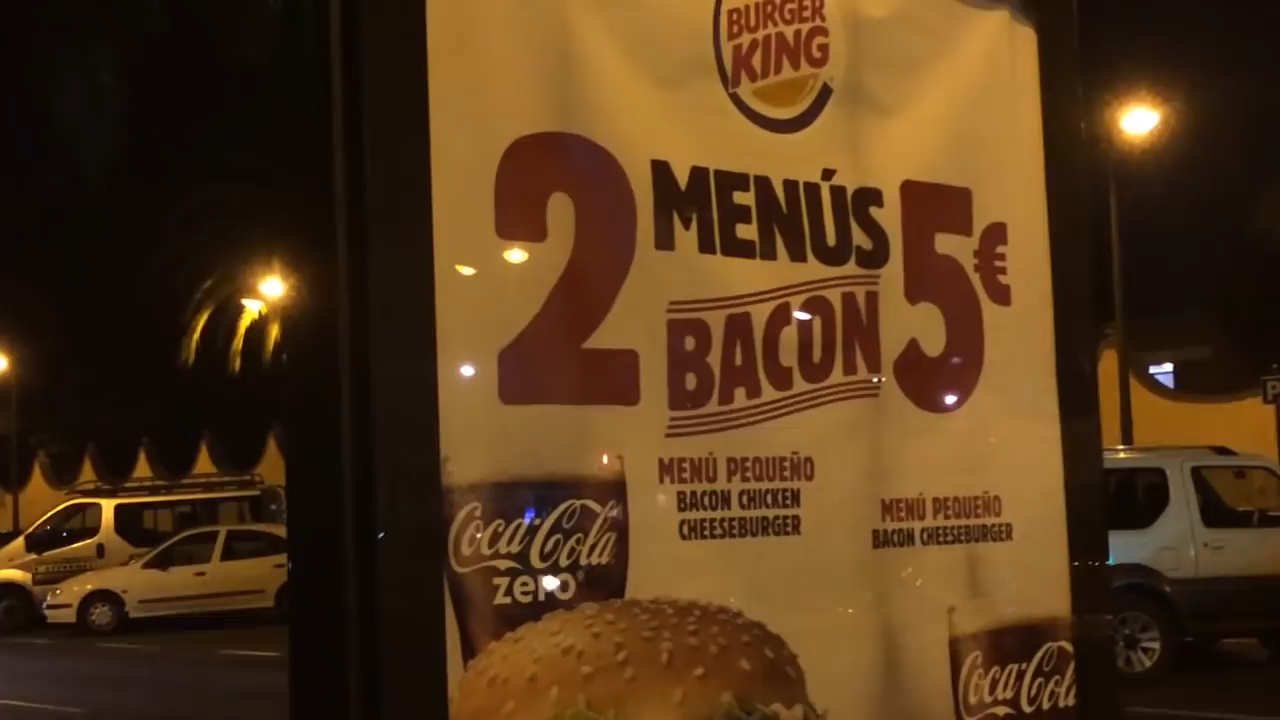 BURGER
KING
2 MENÚS 5€
BACON
MENÚ PEQUEÑO
BACON CHICKEN
CHEESEBURGER
MENÚ PEQUEÑO
BACON CHEESEBURGER
Coca-Cola
zero
Coca-Cola